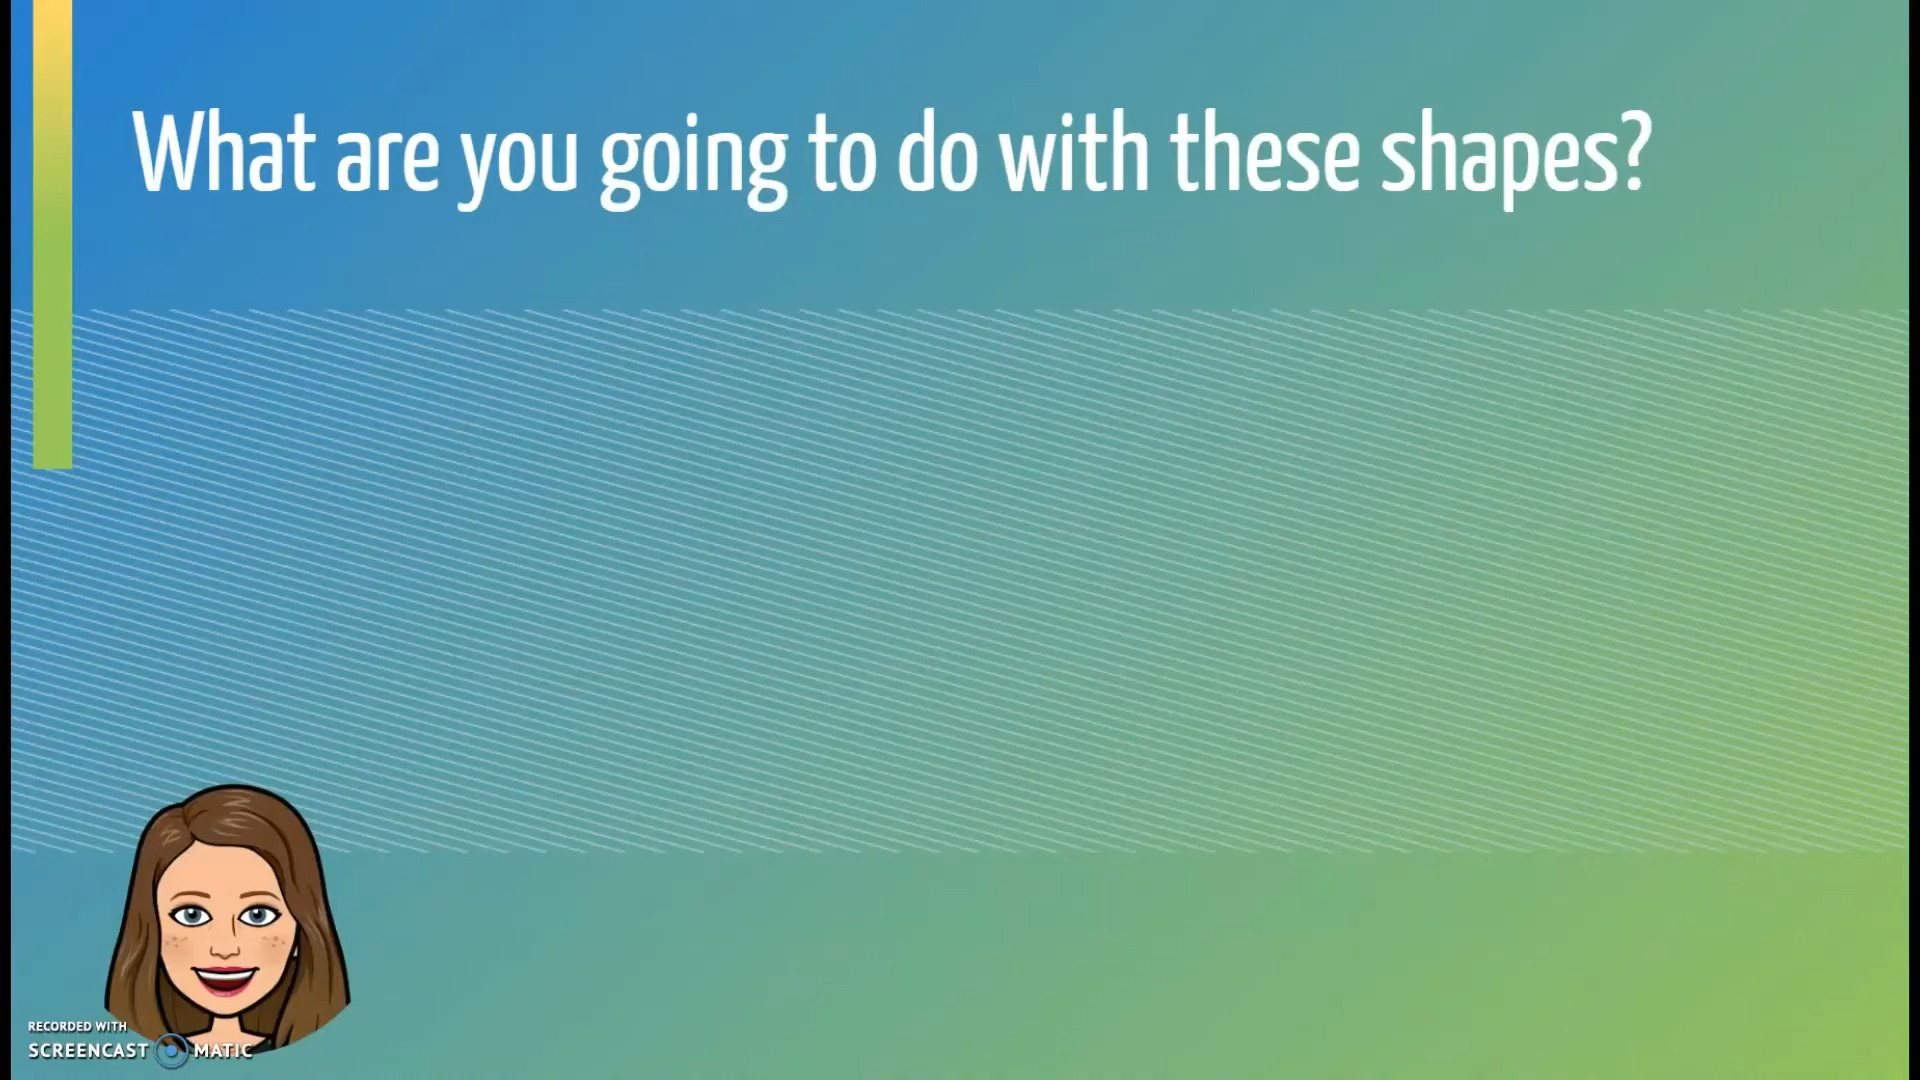 What are you going to do with these shapes?
RECORDED WITH
SCREENCAST MATIC